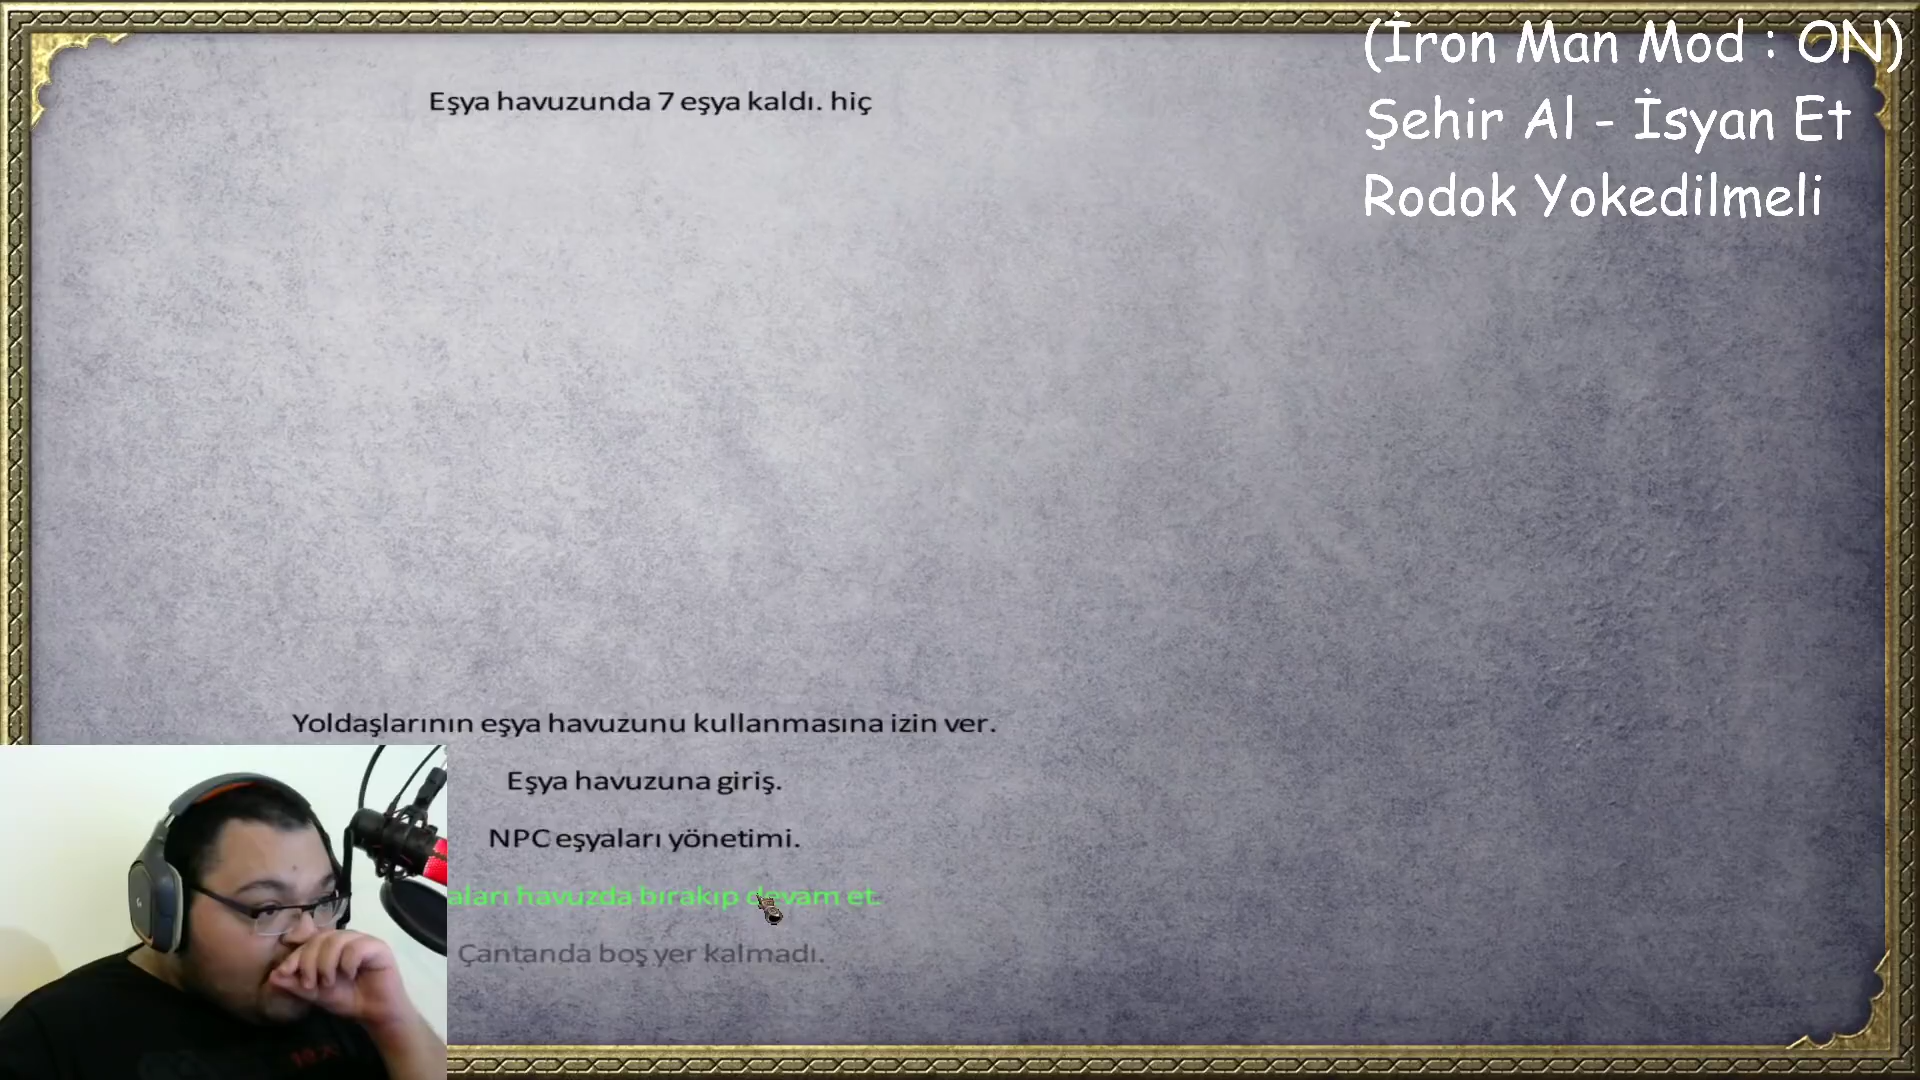 (İron Man Mod : ON)
Şehir Al - İsyan Et
Rodok Yokedilmeli
Eşya havuzunda 7 eşya kaldı. hiç
Yoldaşlarının eşya havuzunu kullanmasına izin ver.
Eşya havuzuna giriş.
NPC eşyaları yönetimi.
havuzda bırakıp devam et.
Çantanda boş yer kalmadı.